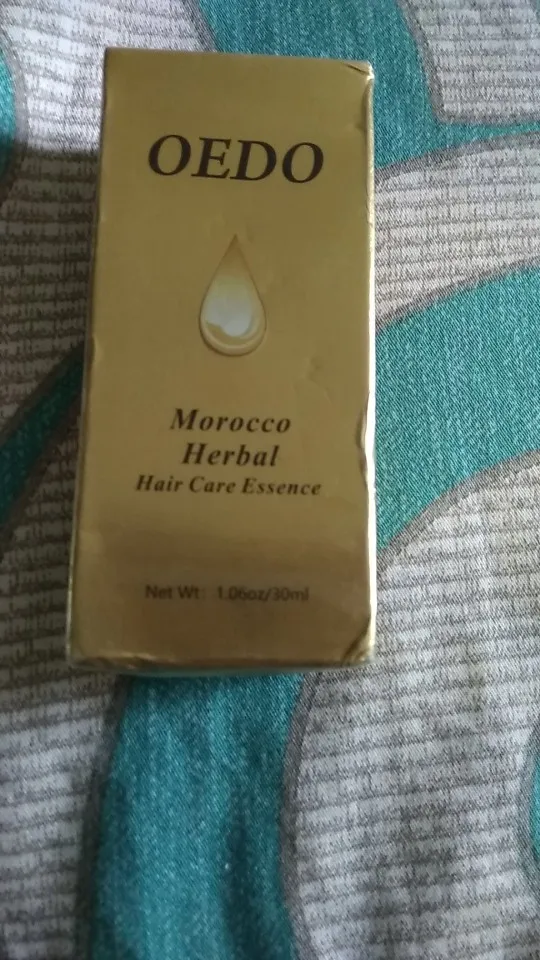 OEDO
Morocco
Herbal
Hair Care Essence
Net Wt: 1.06oz/30ml